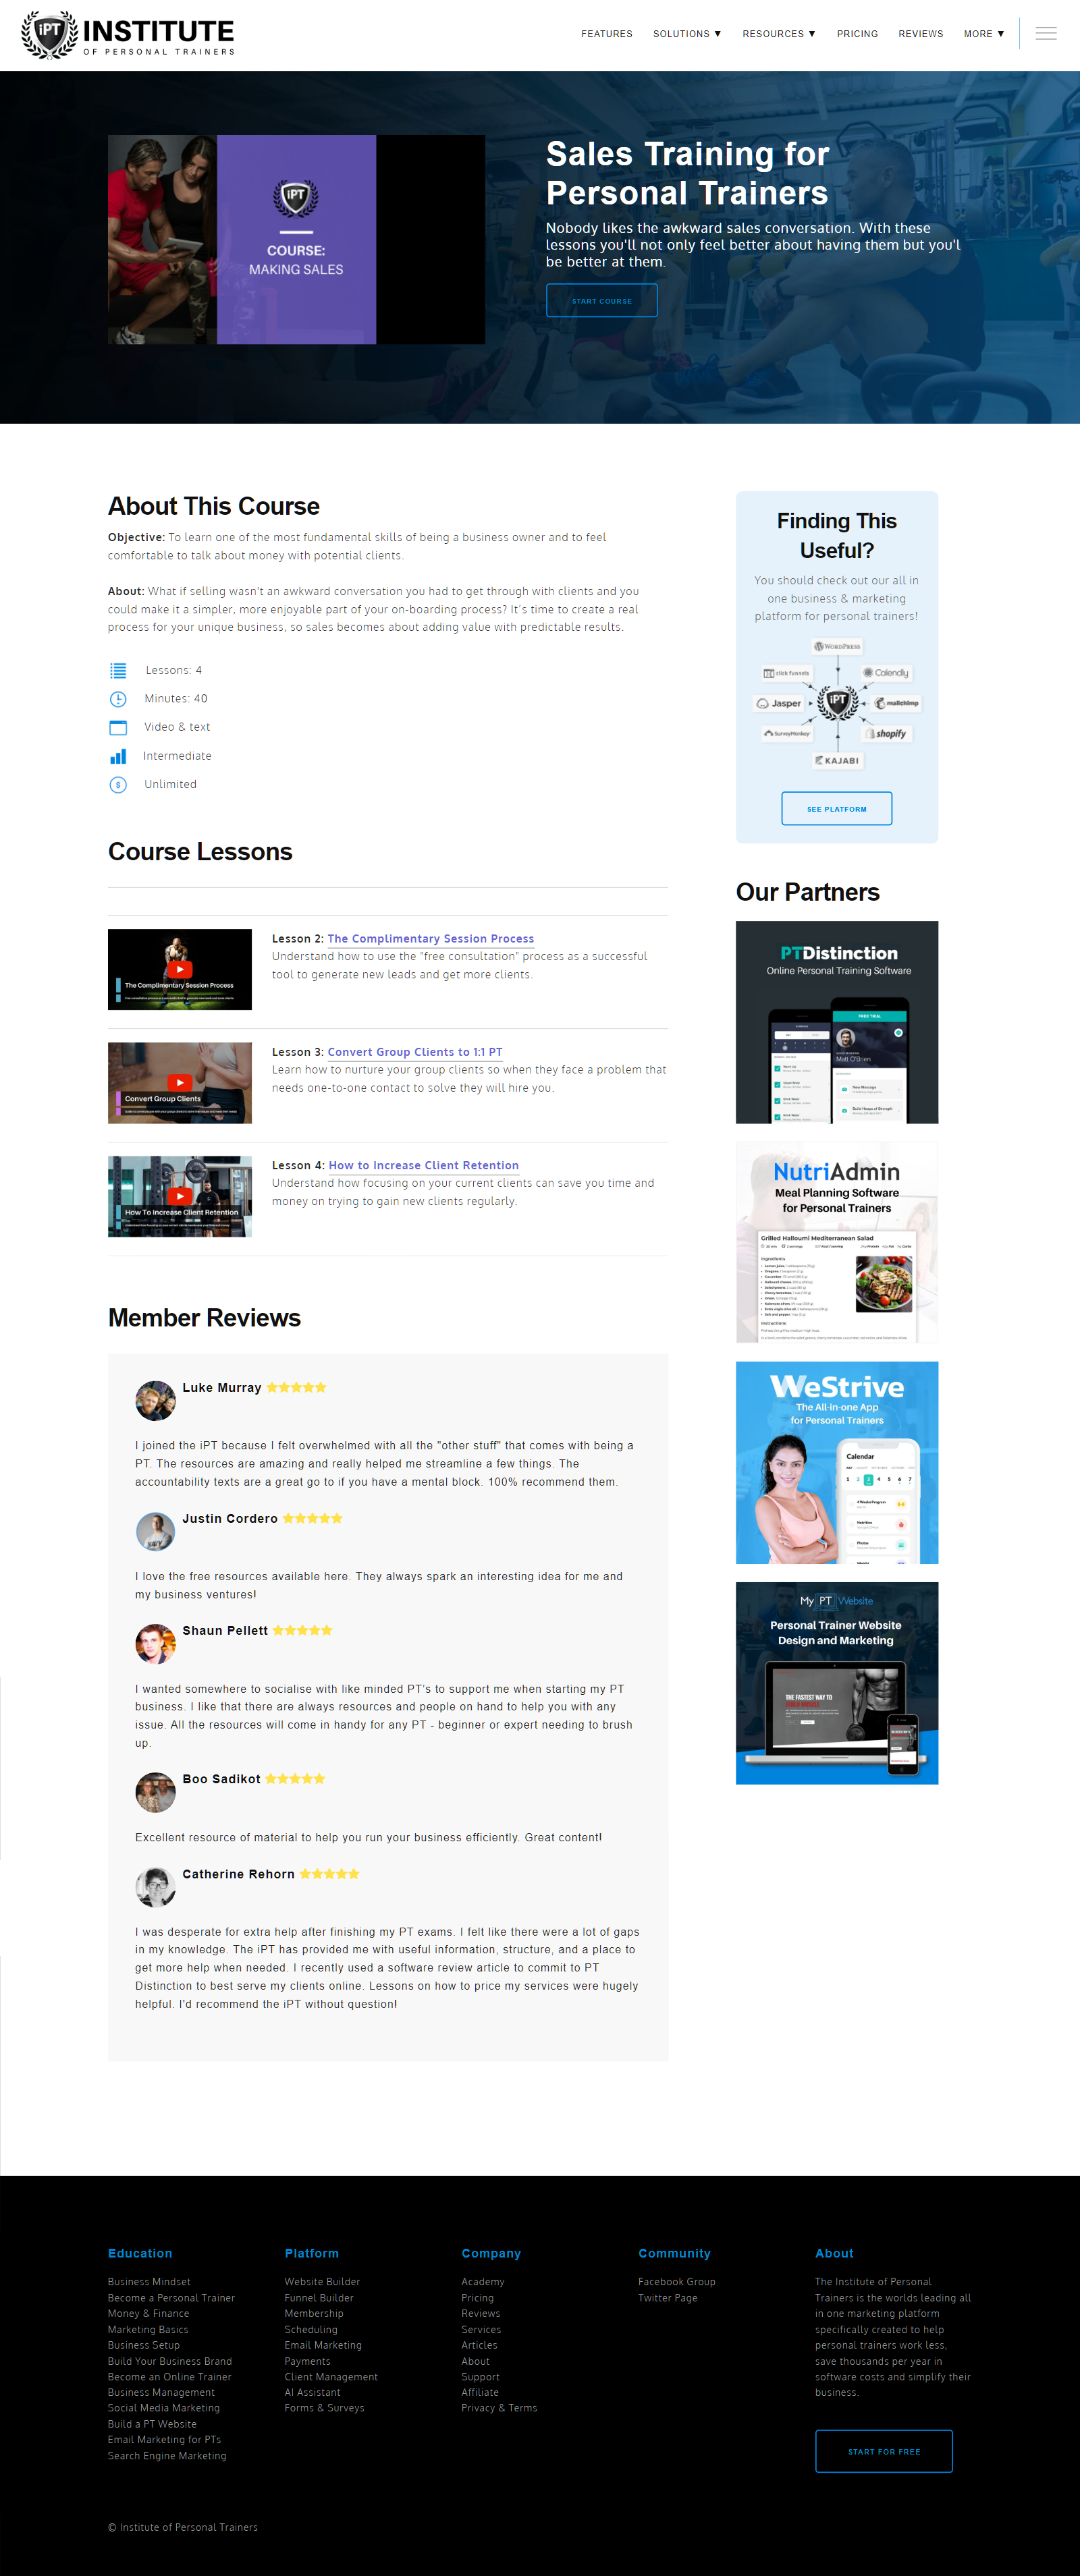 iPT INSTITUTE
OF PERSONAL TRAINERS
FEATURES SOLUTIONS ▼ RESOURCES ▼ PRICING REVIEWS MORE ▼
iPT
COURSE:
MAKING SALES
Sales Training for
Personal Trainers
Nobody likes the awkward sales conversation. With these
lessons you'll not only feel better about having them but you'l
be better at them.
START COURSE
About This Course
Objective: To learn one of the most fundamental skills of being a business owner and to feel
comfortable to talk about money with potential clients.
About: What if selling wasn't an awkward conversation you had to get through with clients and you
could make it a simpler, more enjoyable part of your on-boarding process? It's time to create a real
process for your unique business, so sales becomes about adding value with predictable results.
Lessons: 4
Minutes: 40
Video & text
Intermediate
Unlimited
Course Lessons
The Complimentary Session Process
Lesson 2: The Complimentary Session Process
Understand how to use the "free consultation" process as a successful
tool to generate new leads and get more clients.
Convert Group Clients
Lesson 3: Convert Group Clients to 1:1 PT
Learn how to nurture your group clients so when they face a problem that
needs one-to-one contact to solve they will hire you.
How To Increase Client Retention
Lesson 4: How to Increase Client Retention
Understand how focusing on your current clients can save you time and
money on trying to gain new clients regularly.
Member Reviews
Luke Murray
I joined the iPT because I felt overwhelmed with all the "other stuff" that comes with being a
PT. The resources are amazing and really helped me streamline a few things. The
accountability texts are a great go to if you have a mental block. 100% recommend them.
Justin Cordero
I love the free resources available here. They always spark an interesting idea for me and
my business ventures!
Shaun Pellett
I wanted somewhere to socialise with like minded PT's to support me when starting my PT
business. I like that there are always resources and people on hand to help you with any
issue. All the resources will come in handy for any PT - beginner or expert needing to brush
up.
Boo Sadikot
Excellent resource of material to help you run your business efficiently. Great content!
Catherine Rehorn
I was desperate for extra help after finishing my PT exams. I felt like there were a lot of gaps
in my knowledge. The iPT has provided me with useful information, structure, and a place to
get more help when needed. I recently used a software review article to commit to PT
Distinction to best serve my clients online. Lessons on how to price my services were hugely
helpful. I'd recommend the iPT without question!
Finding This
Useful?
You should check out our all in
one business & marketing
platform for personal trainers!
WORDPRESS
click funnels
Calendly
Jasper
iPT
mailchimp
SurveyMonkey
shopify
KAJABI
SEE PLATFORM
Our Partners
PTDistinction
Online Personal Training Software
FREE TRIAL
Matt O'Brien
NutriAdmin
Meal Planning Software
for Personal Trainers
Grilled Halloumi Mediterranean Salad
Ingredients
Instructions
WeStrive
The All-in-one App
for Personal Trainers
Calendar
1 2 3 4 5 6 7
4 Weeks Program
Nutrition
Photos
My PT Website
Personal Trainer Website
Design and Marketing
THE FASTEST WAY TO
BUILD MUSCLE
Education
Business Mindset
Become a Personal Trainer
Money & Finance
Marketing Basics
Business Setup
Build Your Business Brand
Become an Online Trainer
Business Management
Social Media Marketing
Build a PT Website
Email Marketing for PTs
Search Engine Marketing
Platform
Website Builder
Funnel Builder
Membership
Scheduling
Email Marketing
Payments
Client Management
AI Assistant
Forms & Surveys
Company
Academy
Pricing
Reviews
Services
Articles
About
Support
Affiliate
Privacy & Terms
Community
Facebook Group
Twitter Page
About
The Institute of Personal
Trainers is the worlds leading all
in one marketing platform
specifically created to help
personal trainers work less,
save thousands per year in
software costs and simplify their
business.
START FOR FREE
© Institute of Personal Trainers